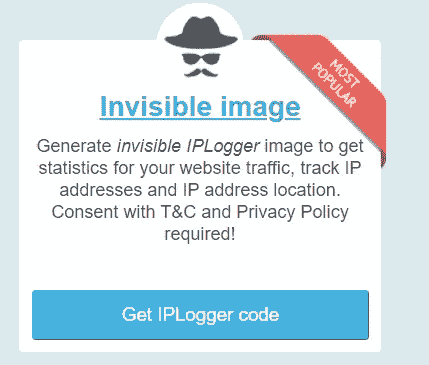 MOST
POPULAR
Invisible image
Generate invisible IPLogger image to get
statistics for your website traffic, track IP
addresses and IP address location.
Consent with T&C and Privacy Policy
required!
Get IPLogger code